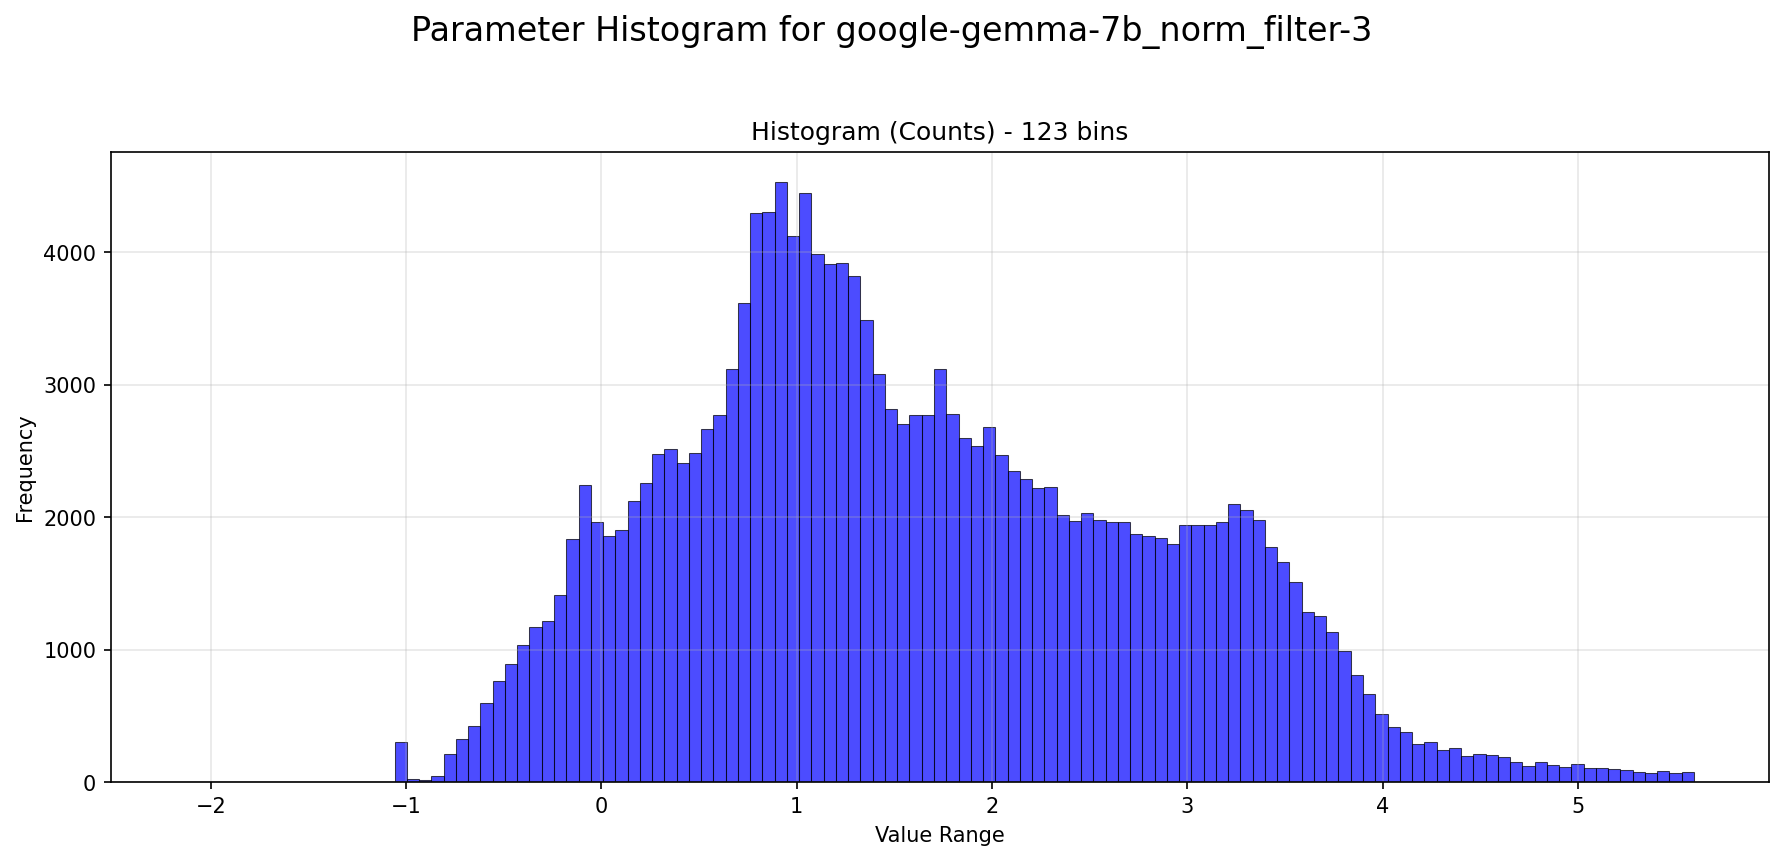 Parameter Histogram for google-gemma-7b_norm_filter-3
Histogram (Counts) - 123 bins
Frequency
4000
3000
2000
1000
0
−2 −1 0 1 2 3 4 5
Value Range